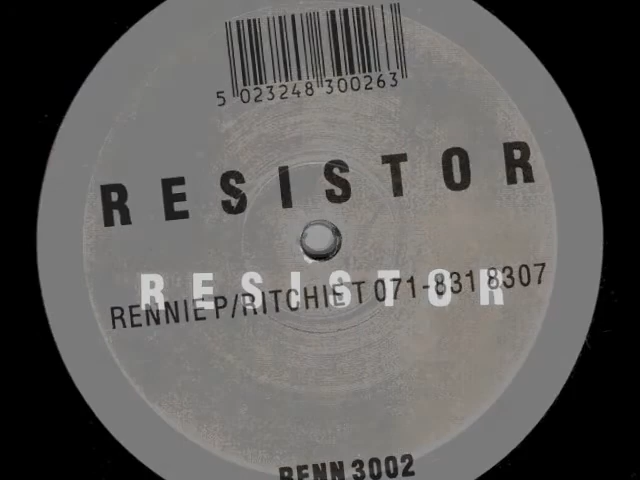 5 023248 300263
RESISTOR
RESISTOR
RENNIE P/RITCHIE T 071-831 8307
RENN 3002